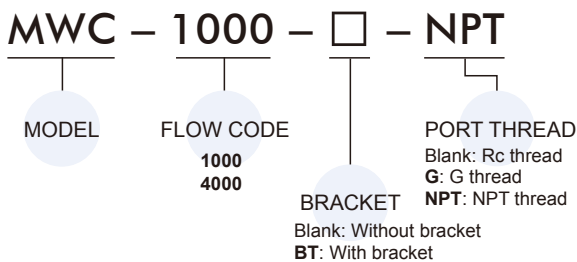 MWC – 1000 – □ – NPT
MODEL
FLOW CODE
1000
4000
BRACKET
Blank: Without bracket
BT: With bracket
PORT THREAD
Blank: Rc thread
G: G thread
NPT: NPT thread